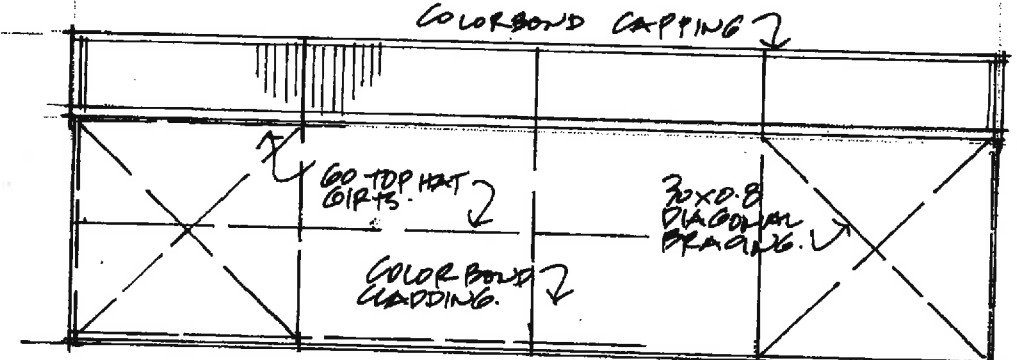 COLORBOND CAPPING
60 TOP HAT
GIRTS.
30x0.8
DIAGONAL
BRACING.
COLORBOND
CLADDING.